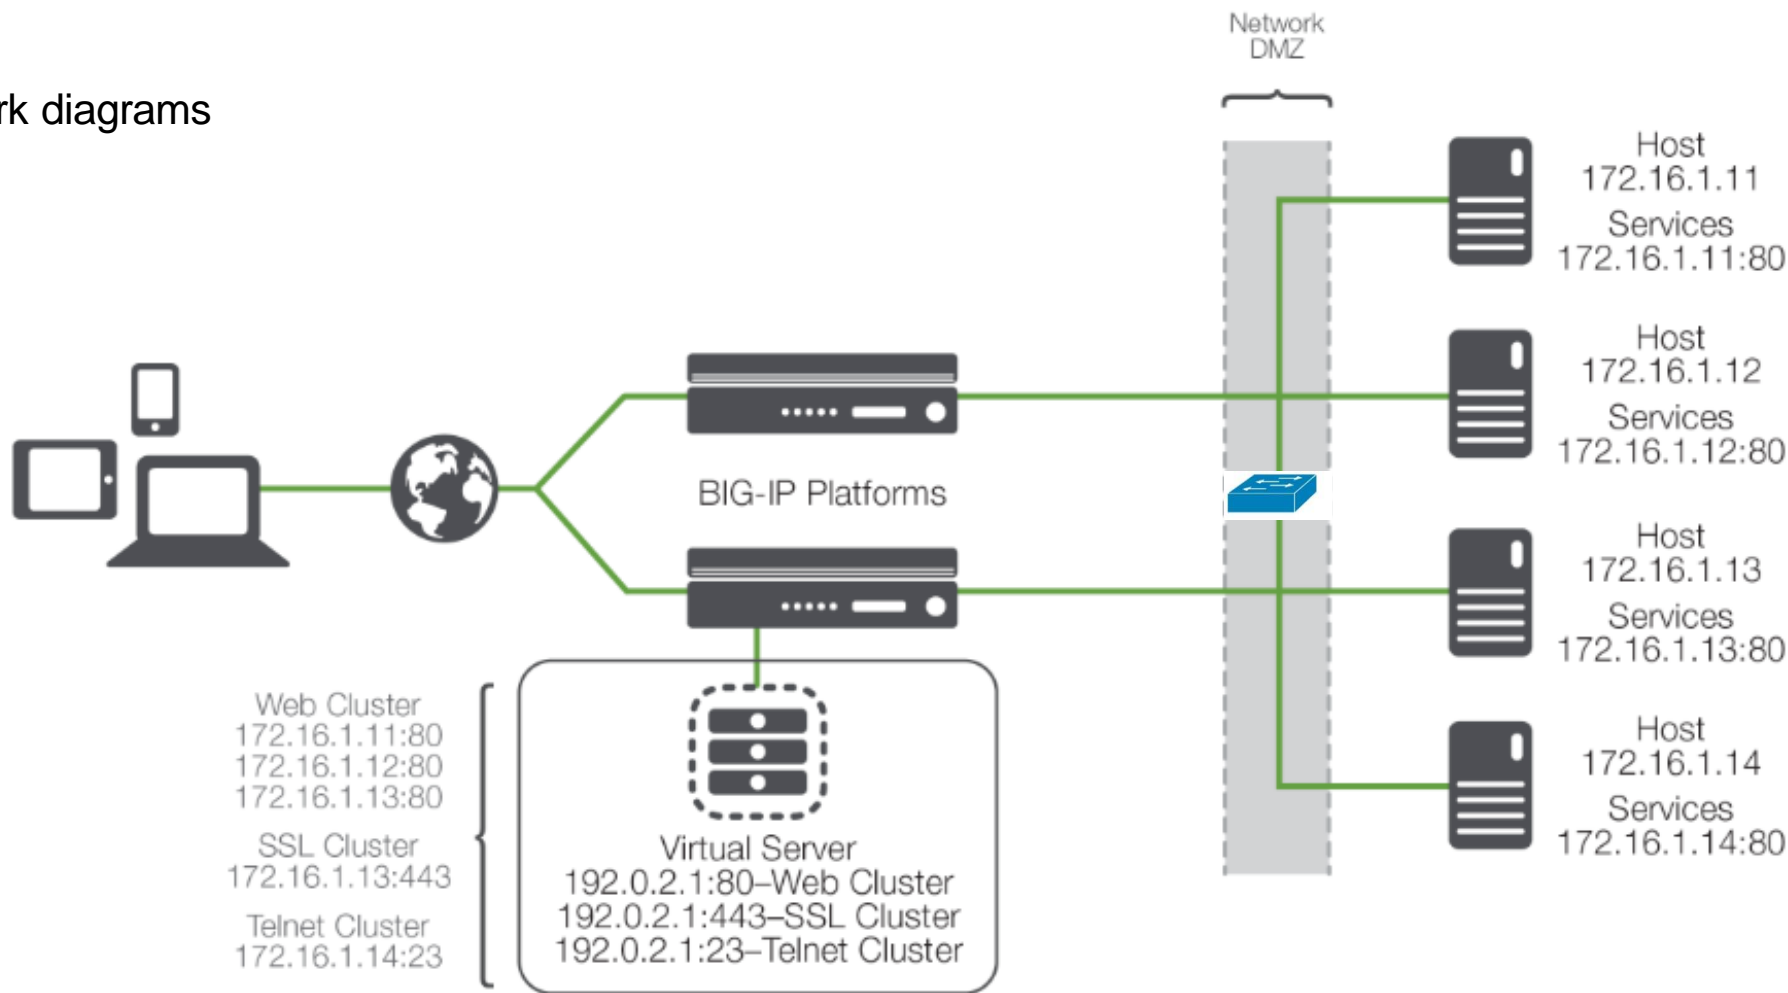 Network
DMZ
rk diagrams
Host
172.16.1.11
Services
172.16.1.11:80
Host
172.16.1.12
Services
172.16.1.12:80
BIG-IP Platforms
Host
172.16.1.13
Services
172.16.1.13:80
Web Cluster
172.16.1.11:80
172.16.1.12:80
172.16.1.13:80
SSL Cluster
172.16.1.13:443
Telnet Cluster
172.16.1.14:23
Virtual Server
192.0.2.1:80–Web Cluster
192.0.2.1:443–SSL Cluster
192.0.2.1:23–Telnet Cluster
Host
172.16.1.14
Services
172.16.1.14:80